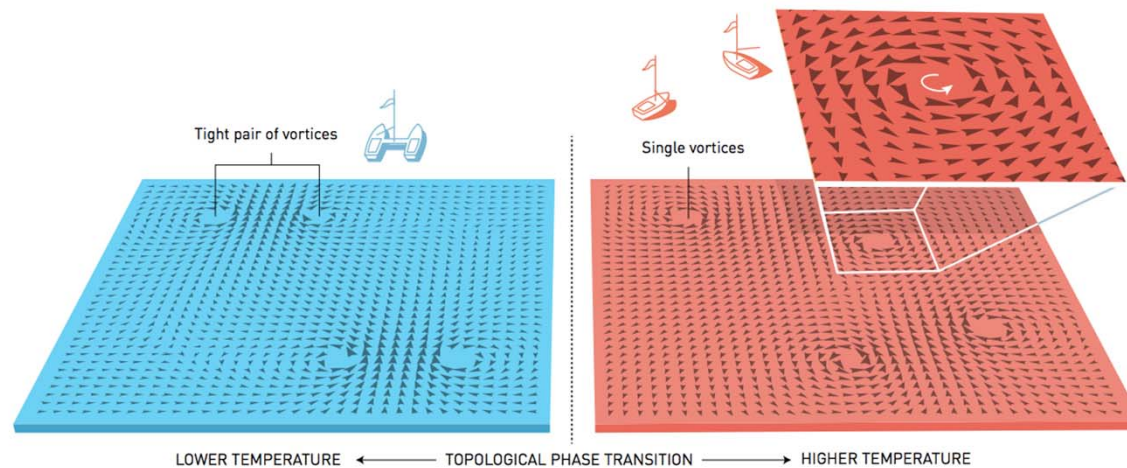 Tight pair of vortices
Single vortices
LOWER TEMPERATURE
TOPOLOGICAL PHASE TRANSITION
HIGHER TEMPERATURE